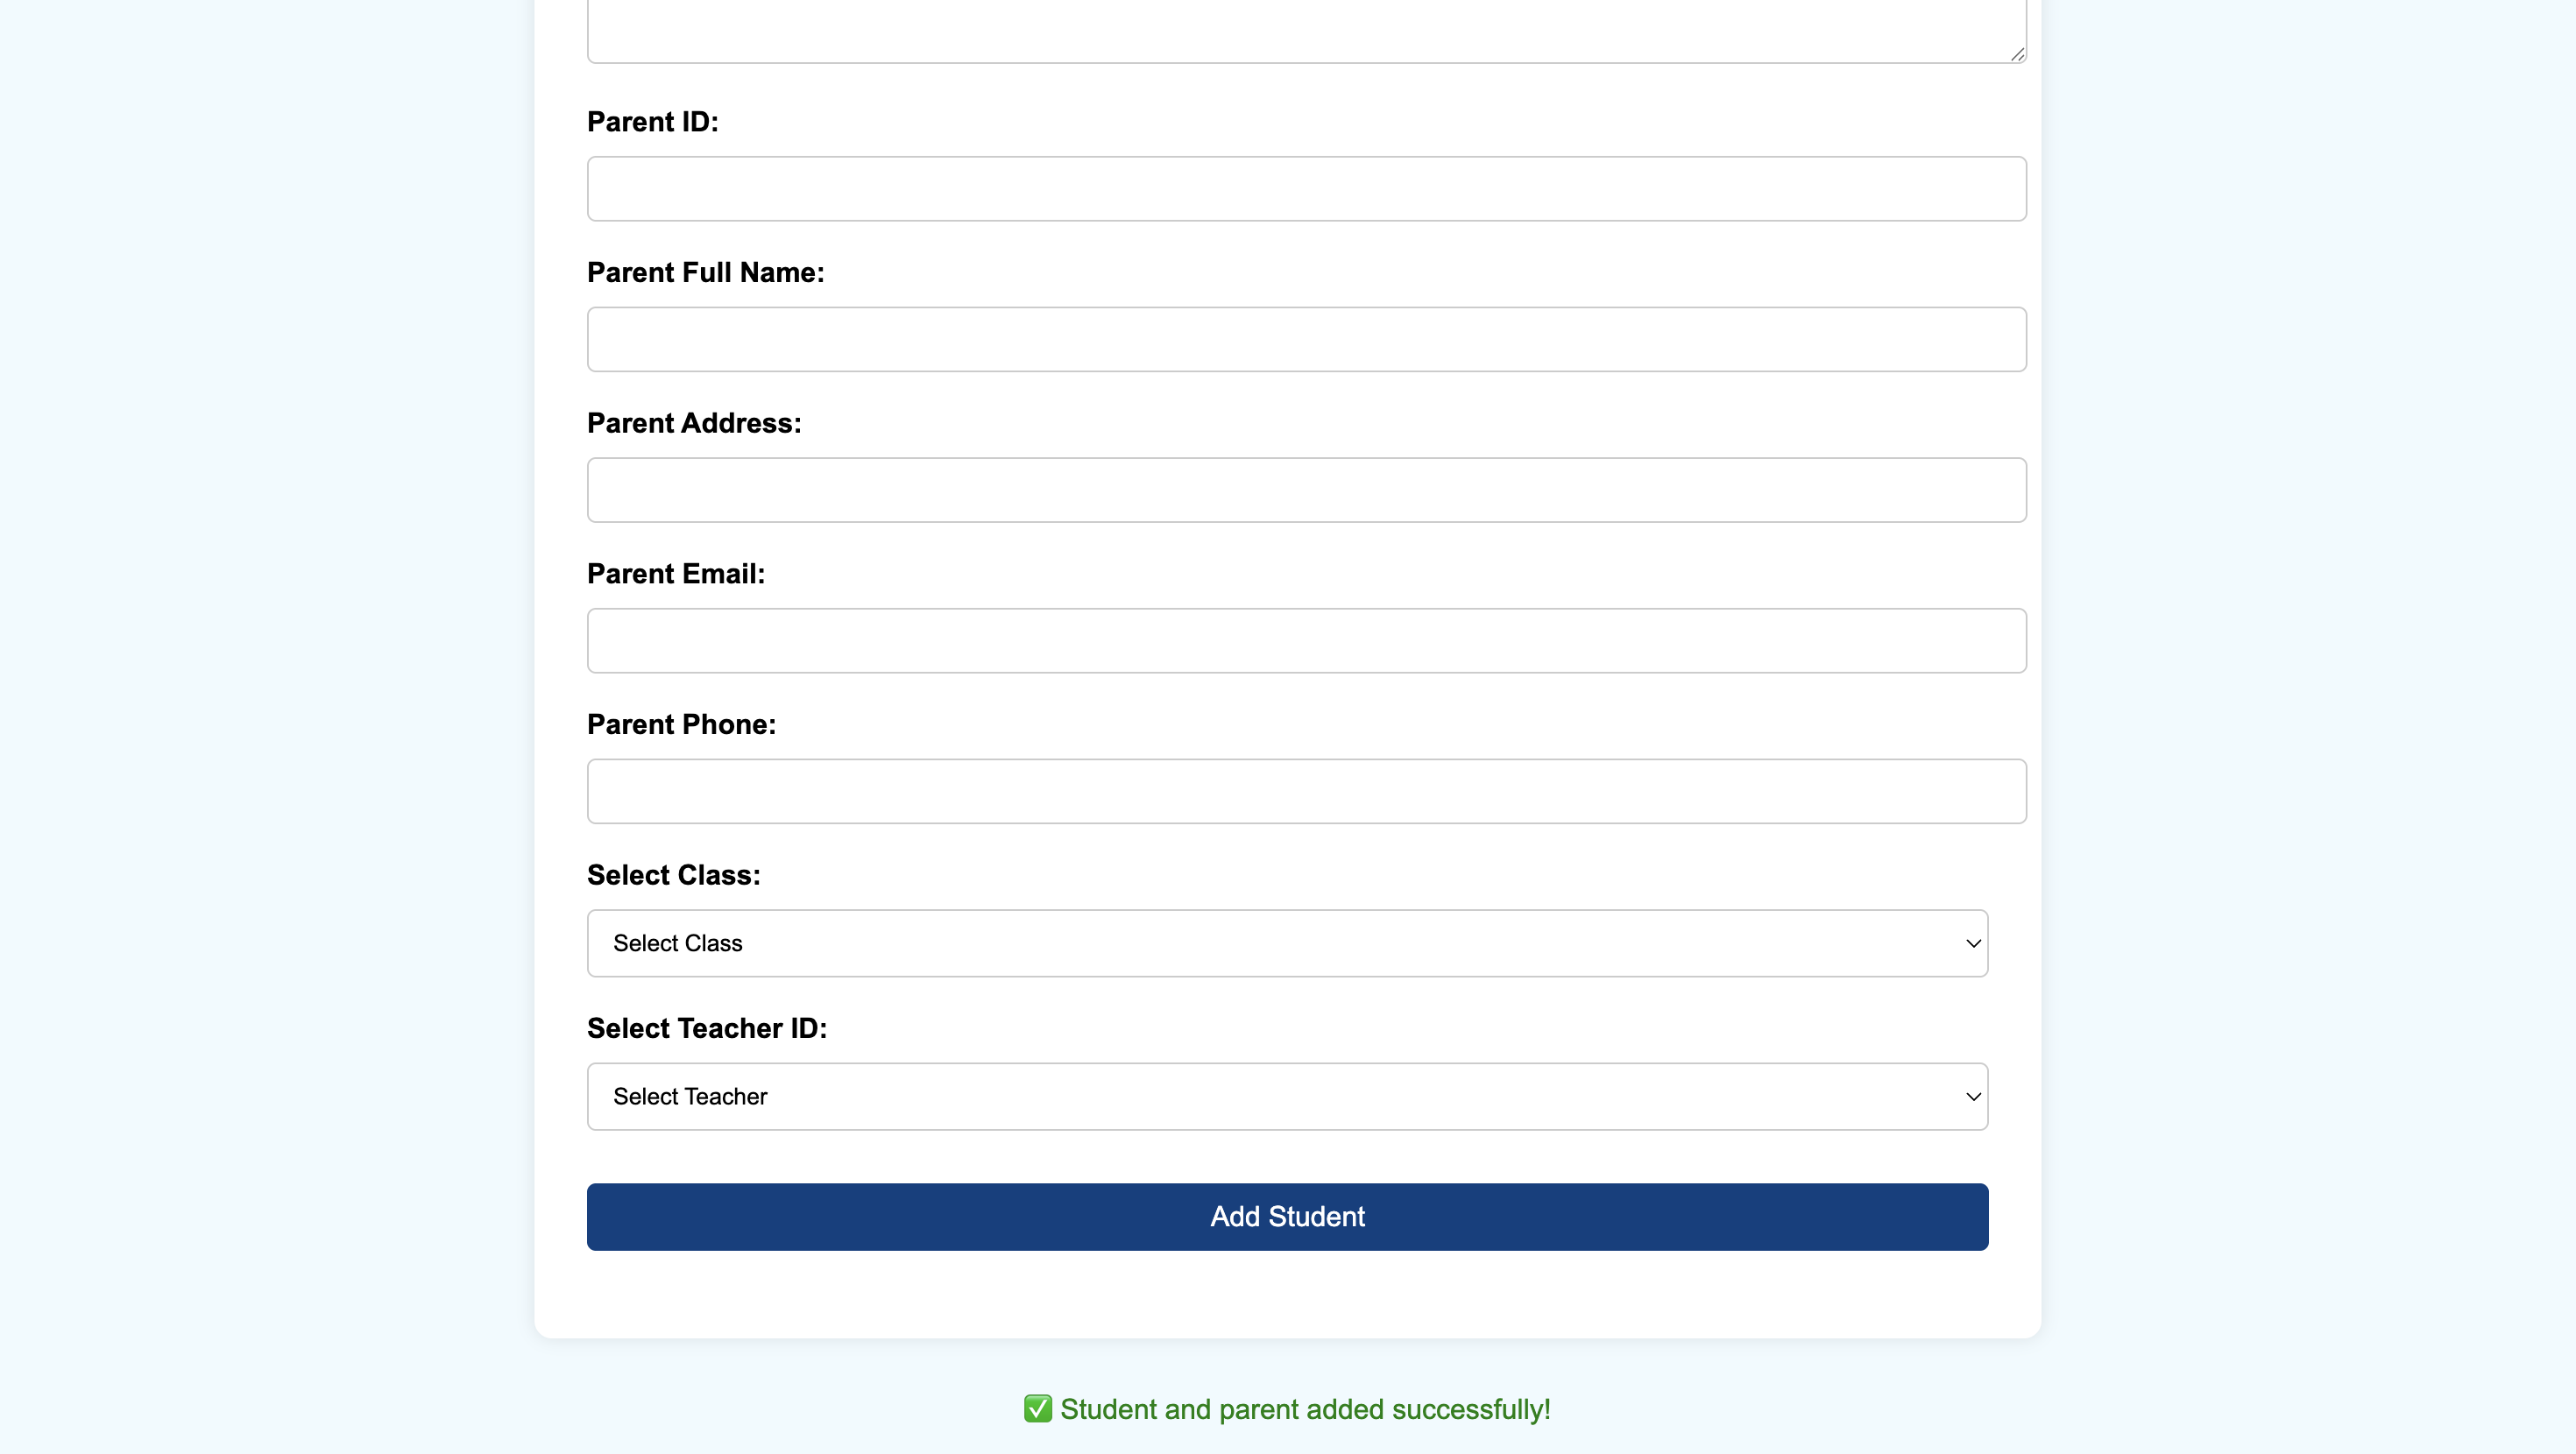 Parent ID:
Parent Full Name:
Parent Address:
Parent Email:
Parent Phone:
Select Class:
Select Class
Select Teacher ID:
Select Teacher
Add Student
✅ Student and parent added successfully!